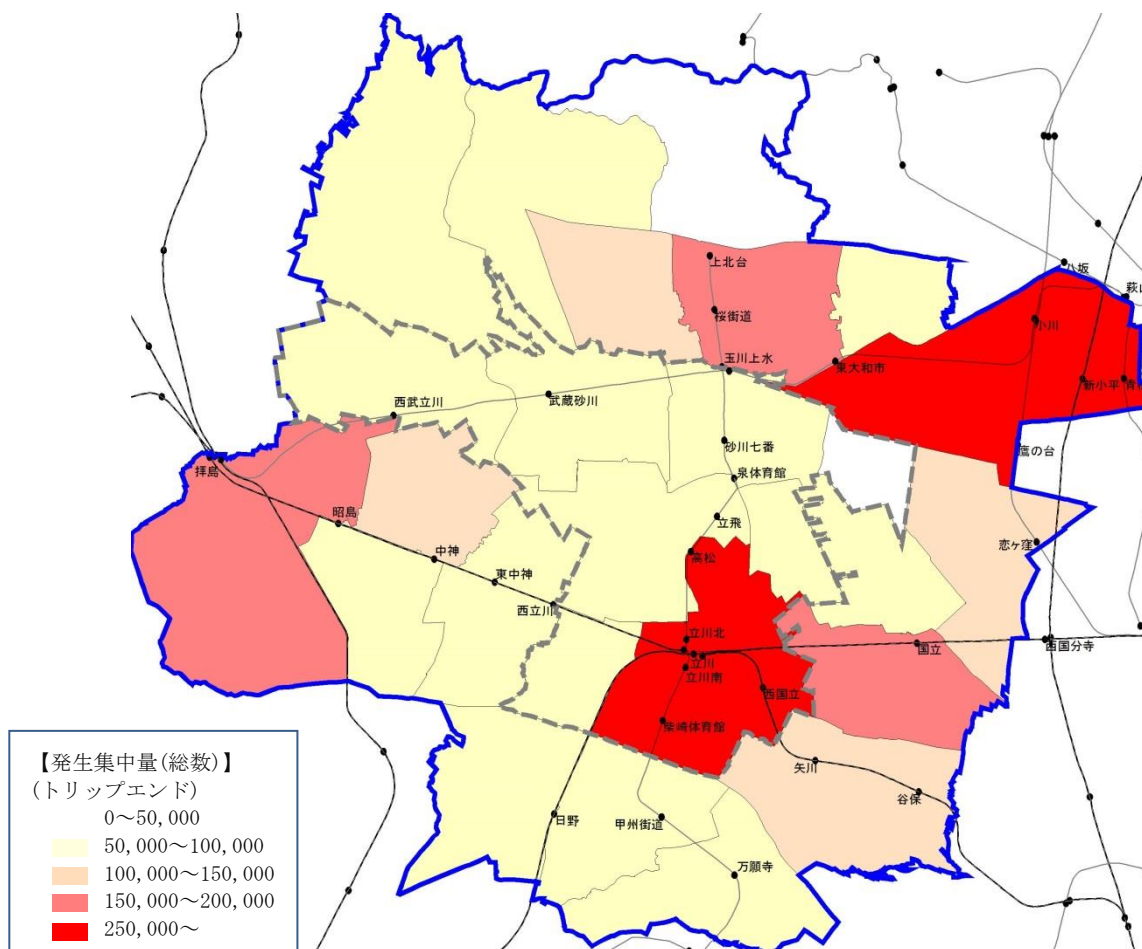 上北台
八坂
萩山
桜街道
小川
玉川上水
東大和市
新小平
青
西武立川
武蔵砂川
砂川七番
鷹の台
拝島
泉体育館
昭島
立飛
中神
高松
恋ヶ窪
東中神
西立川
立川北
国立
西国分寺
立川
立川南
西国立
柴崎体育館
矢川
谷保
日野
甲州街道
万願寺
【発生集中量(総数)】
(トリップエンド)
0～50,000
50,000～100,000
100,000～150,000
150,000～200,000
250,000～